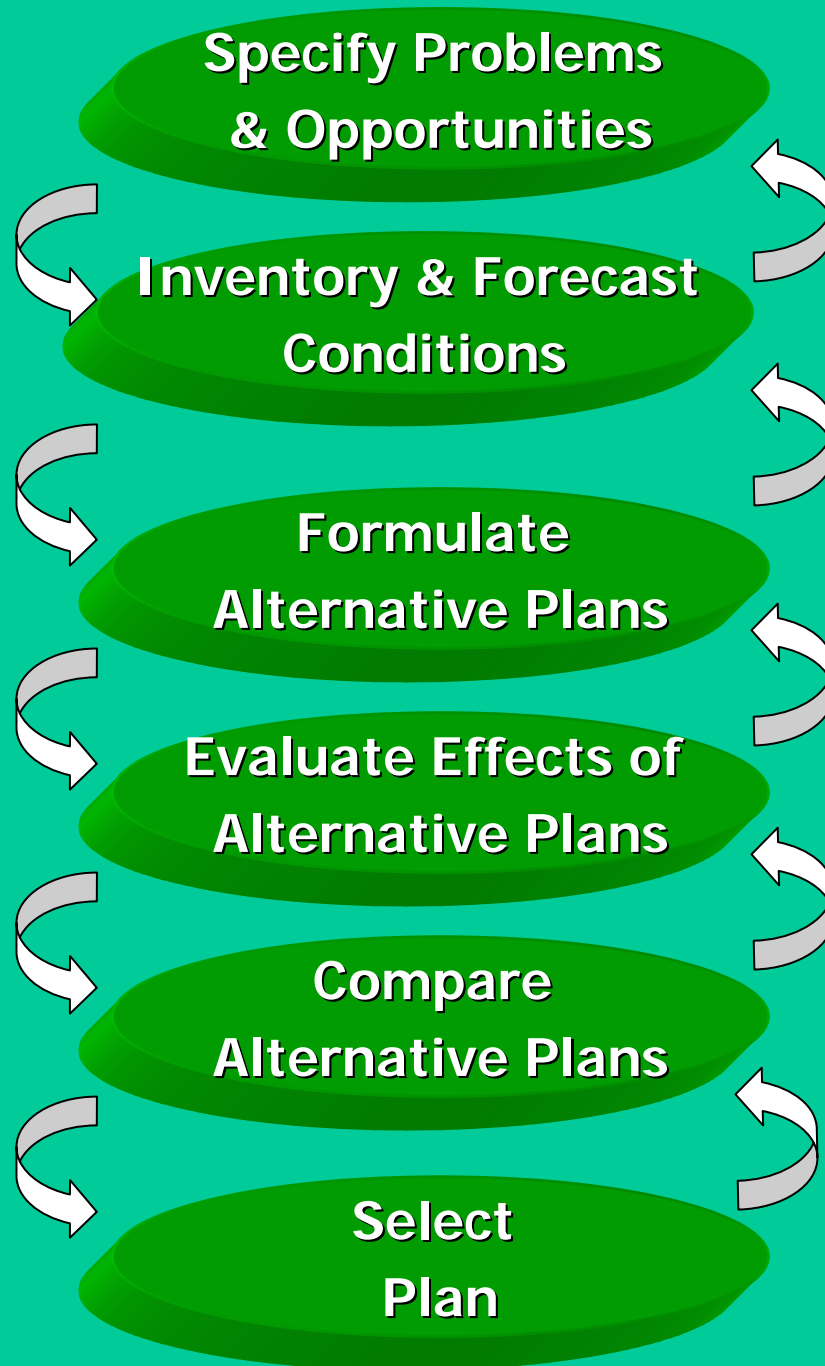 Specify Problems
& Opportunities
Inventory & Forecast
Conditions
Formulate
Alternative Plans
Evaluate Effects of
Alternative Plans
Compare
Alternative Plans
Select
Plan